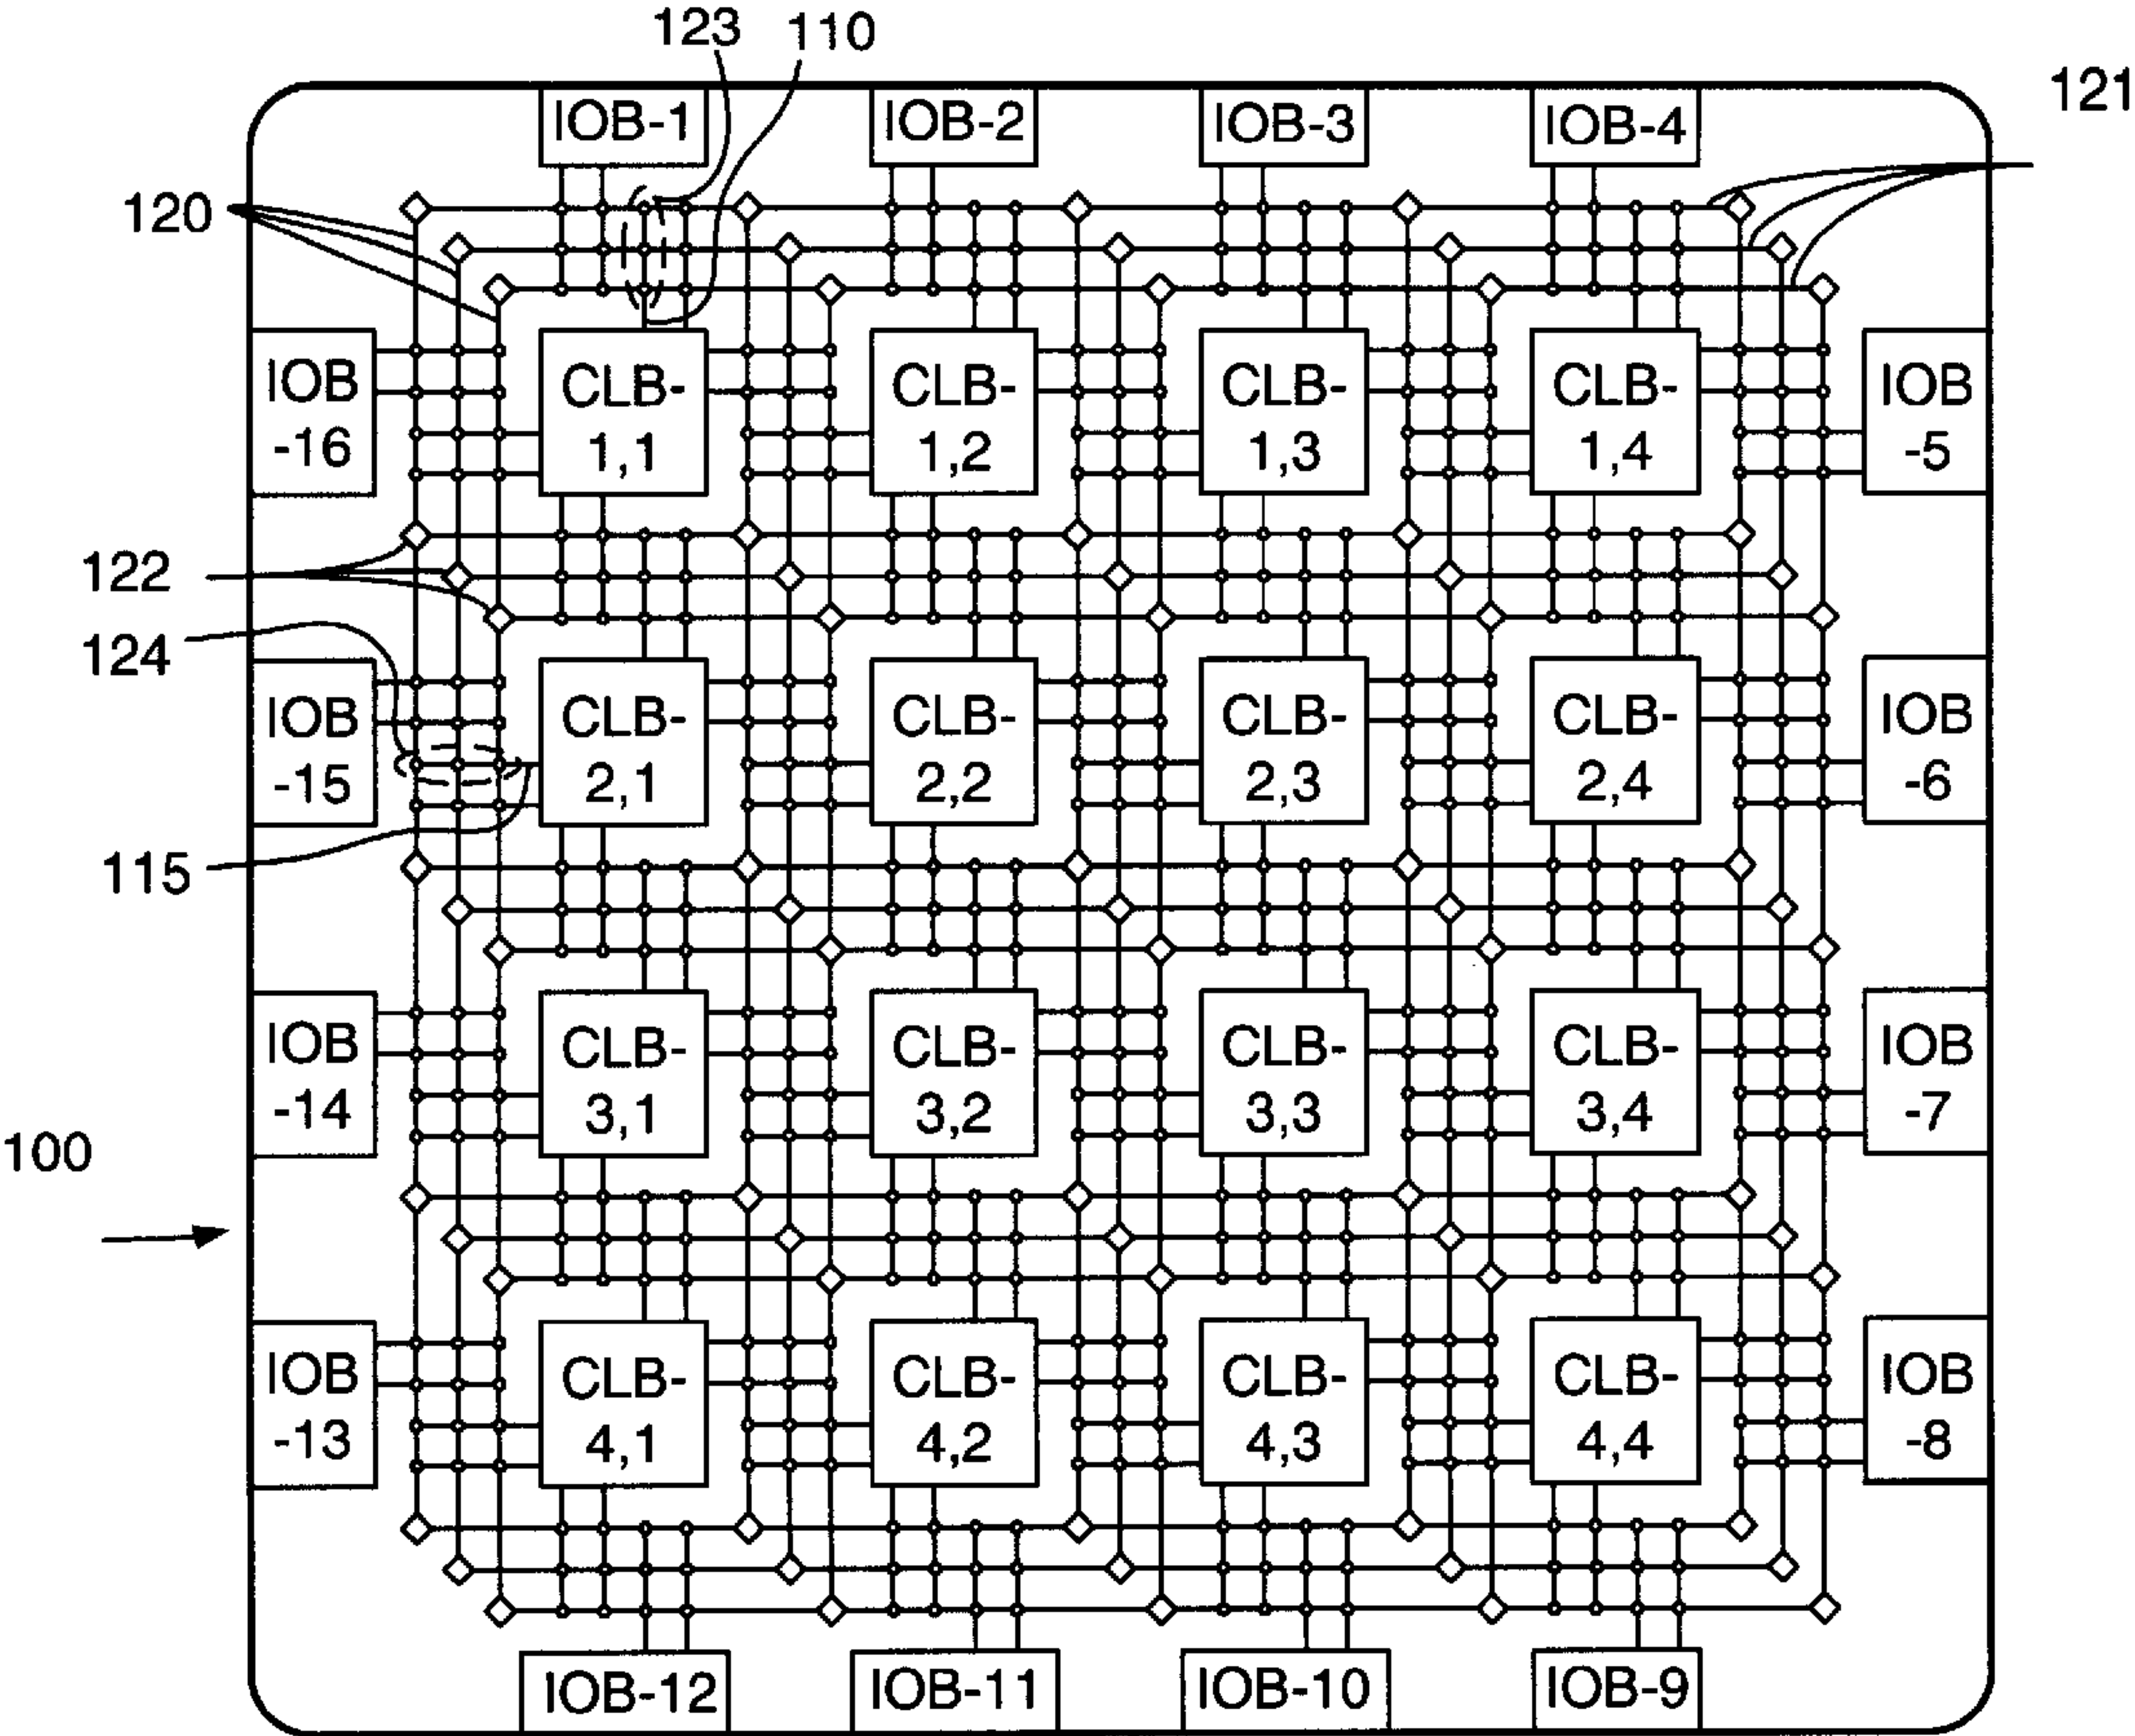 123 110
121
IOB-1 IOB-2 IOB-3 IOB-4
120
IOB
-16
CLB-
1,1
CLB-
1,2
CLB-
1,3
CLB-
1,4
IOB
-5
122
124
IOB
-15
CLB-
2,1
CLB-
2,2
CLB-
2,3
CLB-
2,4
IOB
-6
115
IOB
-14
CLB-
3,1
CLB-
3,2
CLB-
3,3
CLB-
3,4
IOB
-7
100
IOB
-13
CLB-
4,1
CLB-
4,2
CLB-
4,3
CLB-
4,4
IOB
-8
IOB-12 IOB-11 IOB-10 IOB-9